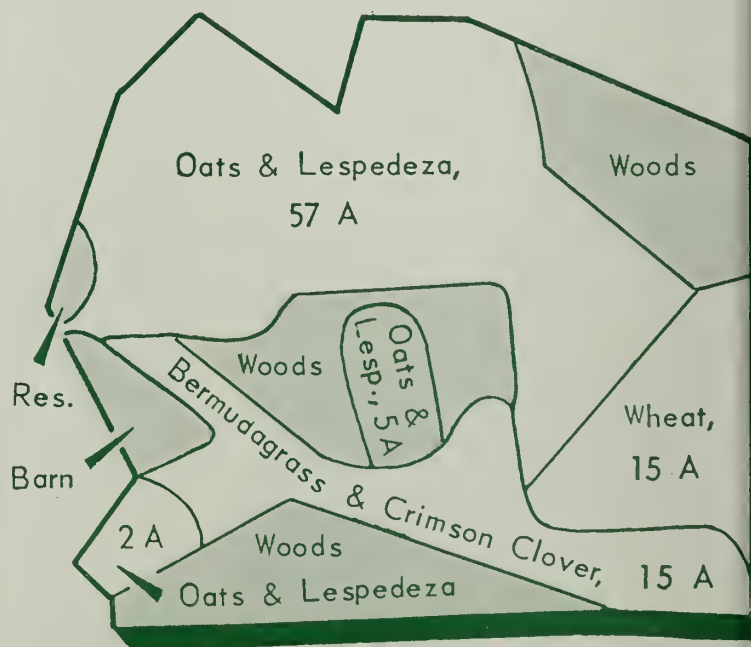 Oats & Lespedeza,
57 A
Woods
Res.
Barn
Woods
Oats &
Lesp., 5 A
Wheat,
15 A
Bermudagrass & Crimson Clover, 15 A
2 A
Woods
Oats & Lespedeza